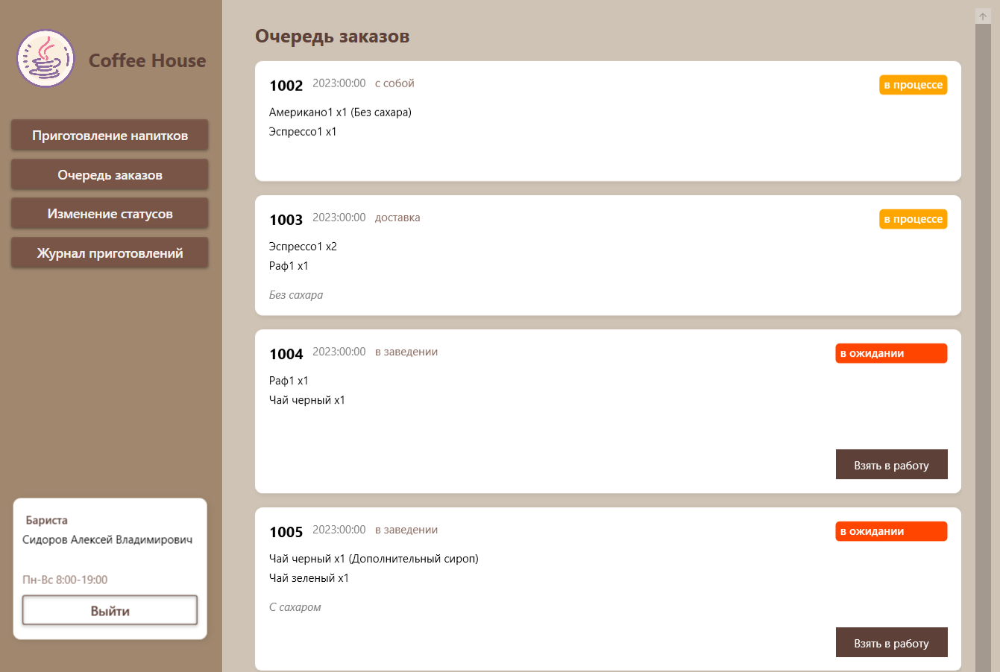 Coffee House
Приготовление напитков
Очередь заказов
Изменение статусов
Журнал приготовлений
Бариста
Сидоров Алексей Владимирович
Пн-Вс 8:00-19:00
Выйти
Очередь заказов
1002 2023:00:00 с собой в процессе
Американо1 x1 (Без сахара)
Эспрессо1 x1
1003 2023:00:00 доставка в процессе
Эспрессо1 x2
Раф1 x1
Без сахара
1004 2023:00:00 в заведении в ожидании
Раф1 x1
Чай черный x1
Взять в работу
1005 2023:00:00 в заведении в ожидании
Чай черный x1 (Дополнительный сироп)
Чай зеленый x1
С сахаром
Взять в работу